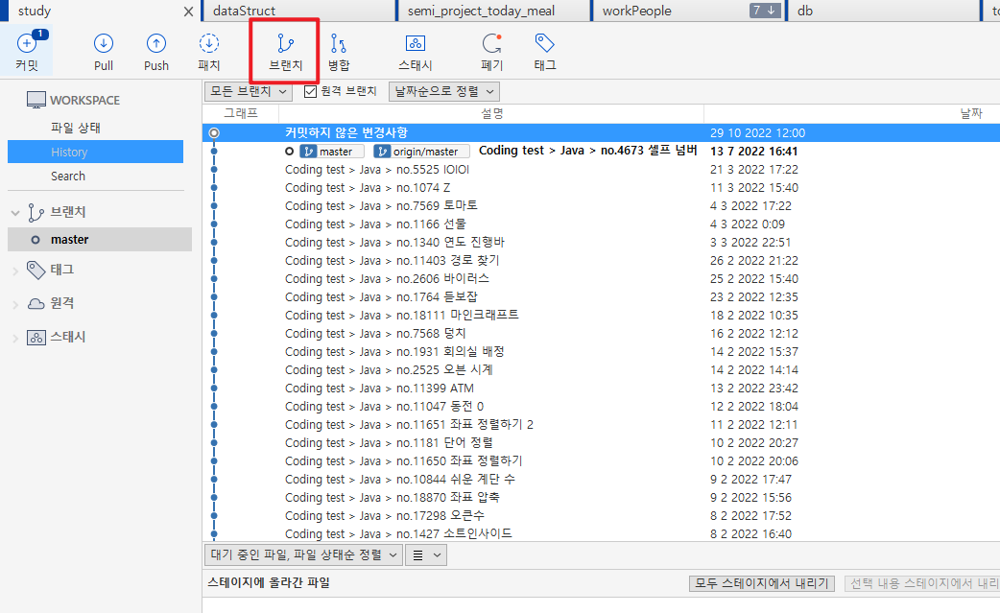 study dataStruct semi_project_today_meal workPeople 7 db
1
커밋 Pull Push 패치 브랜치 병합 스태시 폐기 태그
모든 브랜치 원격 브랜치 날짜순으로 정렬
WORKSPACE
파일 상태
History
Search
브랜치
master
태그
원격
스태시
그래프 설명 날짜
커밋하지 않은 변경사항 29 10 2022 12:00
master origin/master Coding test > Java > no.4673 셀프 넘버 13 7 2022 16:41
Coding test > Java > no.5525 IOIOI 21 3 2022 17:22
Coding test > Java > no.1074 Z 11 3 2022 15:40
Coding test > Java > no.7569 토마토 4 3 2022 17:22
Coding test > Java > no.1166 선물 4 3 2022 0:09
Coding test > Java > no.1340 연도 진행바 3 3 2022 22:51
Coding test > Java > no.11403 경로 찾기 26 2 2022 21:22
Coding test > Java > no.2606 바이러스 25 2 2022 15:40
Coding test > Java > no.1764 듣보잡 23 2 2022 12:35
Coding test > Java > no.18111 마인크래프트 18 2 2022 10:35
Coding test > Java > no.7568 덩치 16 2 2022 12:12
Coding test > Java > no.1931 회의실 배정 14 2 2022 15:37
Coding test > Java > no.2525 오븐 시계 14 2 2022 14:14
Coding test > Java > no.11399 ATM 13 2 2022 23:42
Coding test > Java > no.11047 동전 0 12 2 2022 18:04
Coding test > Java > no.11651 좌표 정렬하기 2 11 2 2022 12:11
Coding test > Java > no.1181 단어 정렬 10 2 2022 20:27
Coding test > Java > no.11650 좌표 정렬하기 10 2 2022 20:06
Coding test > Java > no.10844 쉬운 계단 수 9 2 2022 17:47
Coding test > Java > no.18870 좌표 압축 9 2 2022 15:56
Coding test > Java > no.17298 오큰수 8 2 2022 17:52
Coding test > Java > no.1427 소트인사이드 8 2 2022 16:40
대기 중인 파일, 파일 상태순 정렬
스테이지에 올라간 파일 모두 스테이지에서 내리기 선택 내용 스테이지에서 내리